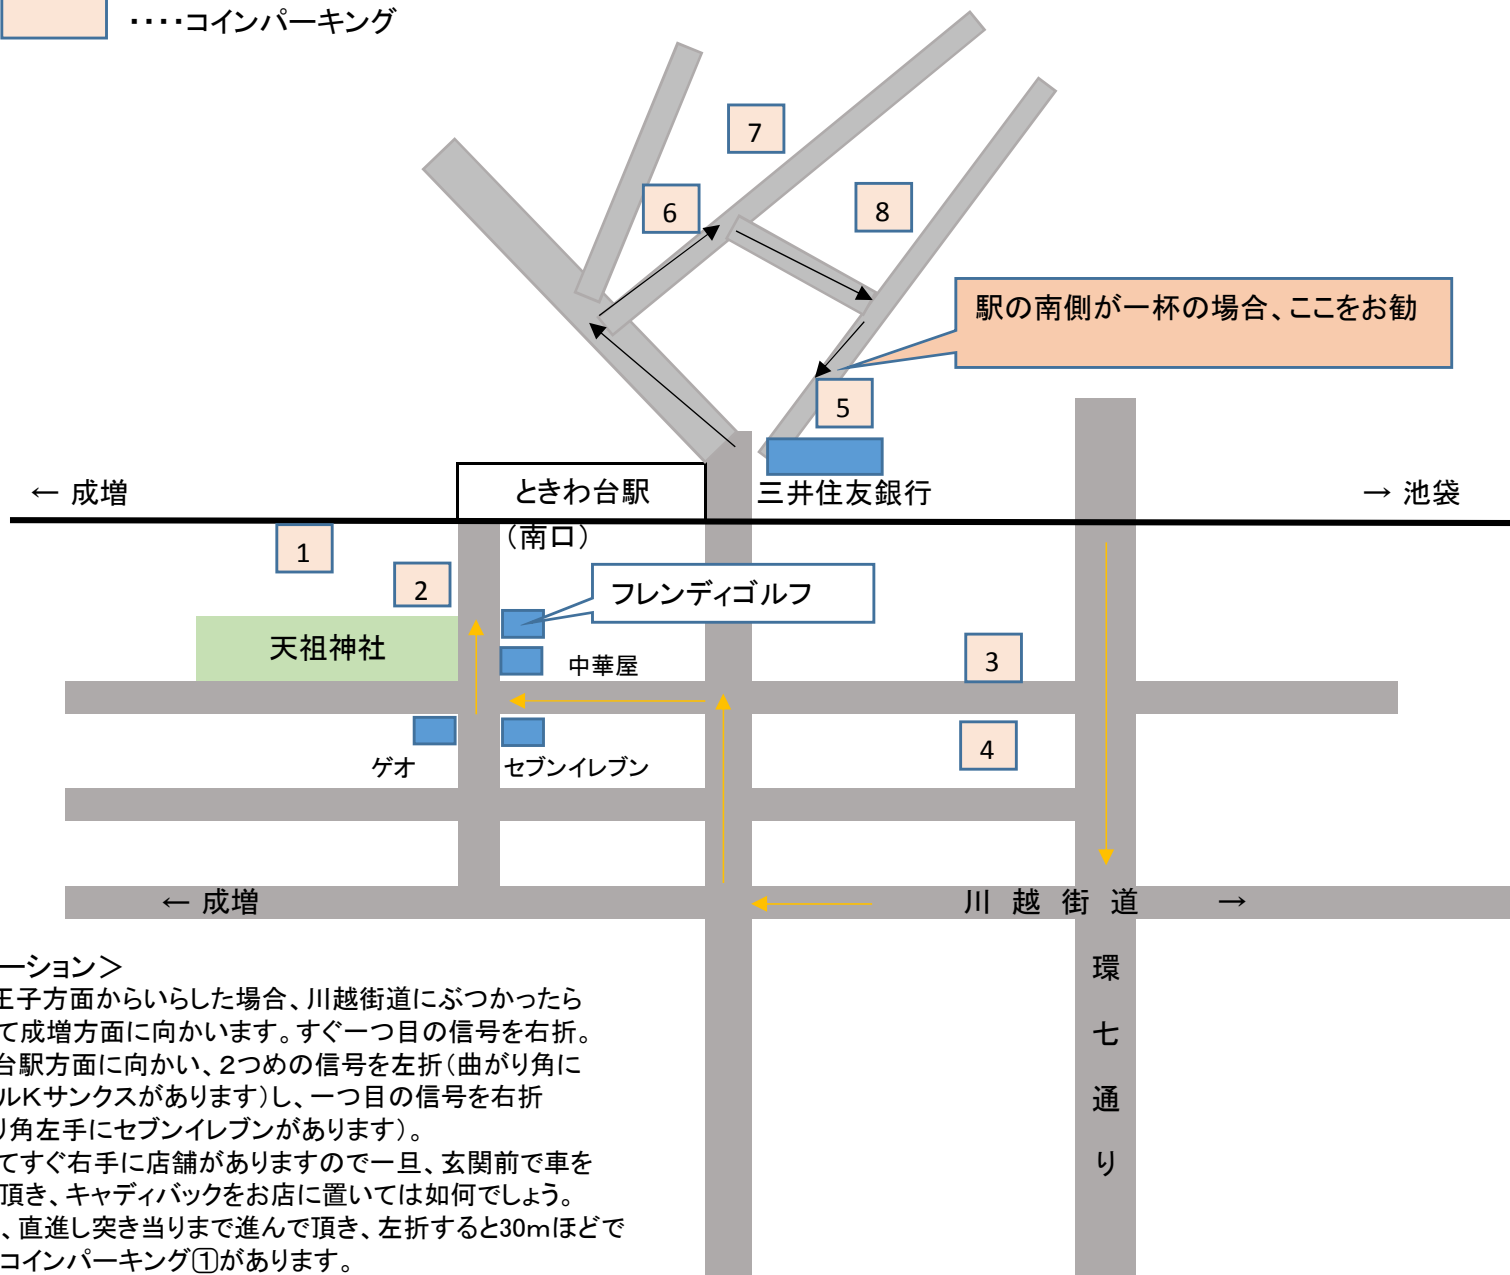 ・・・・コインパーキング
7
6
8
駅の南側が一杯の場合、ここをお勧
5
← 成増
ときわ台駅
三井住友銀行
→ 池袋
（南口）
1
2
フレンディゴルフ
天祖神社
中華屋
3
4
ゲオ
セブンイレブン
← 成増
川 越 街 道 →
環七通り
ーション＞
王子方面からいらした場合、川越街道にぶつかったら
て成増方面に向かいます。すぐ一つ目の信号を右折。
台駅方面に向かい、2つめの信号を左折（曲がり角に
ルKサンクスがあります）し、一つ目の信号を右折
り角左手にセブンイレブンがあります）。
てすぐ右手に店舗がありますので一旦、玄関前で車を
頂き、キャディバックをお店に置いては如何でしょう。
、直進し突き当りまで進んで頂き、左折すると30mほどで
コインパーキング①があります。